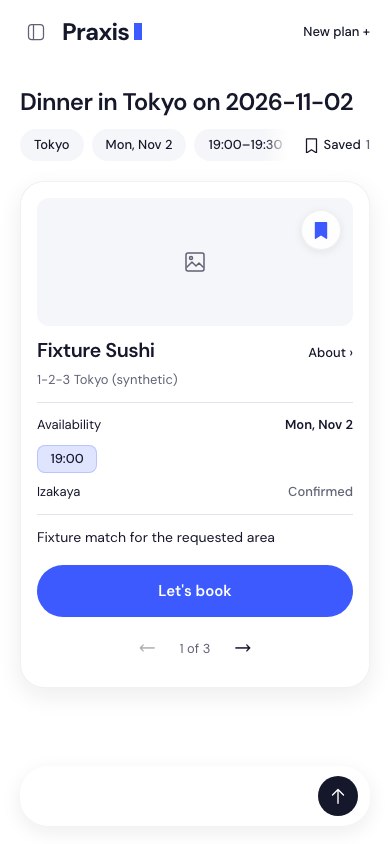 Praxis
New plan +
Dinner in Tokyo on 2026-11-02
Tokyo
Mon, Nov 2
19:00–19:30
Saved 1
Fixture Sushi
About ›
1-2-3 Tokyo (synthetic)
Availability
Mon, Nov 2
19:00
Izakaya
Confirmed
Fixture match for the requested area
Let's book
← 1 of 3 →